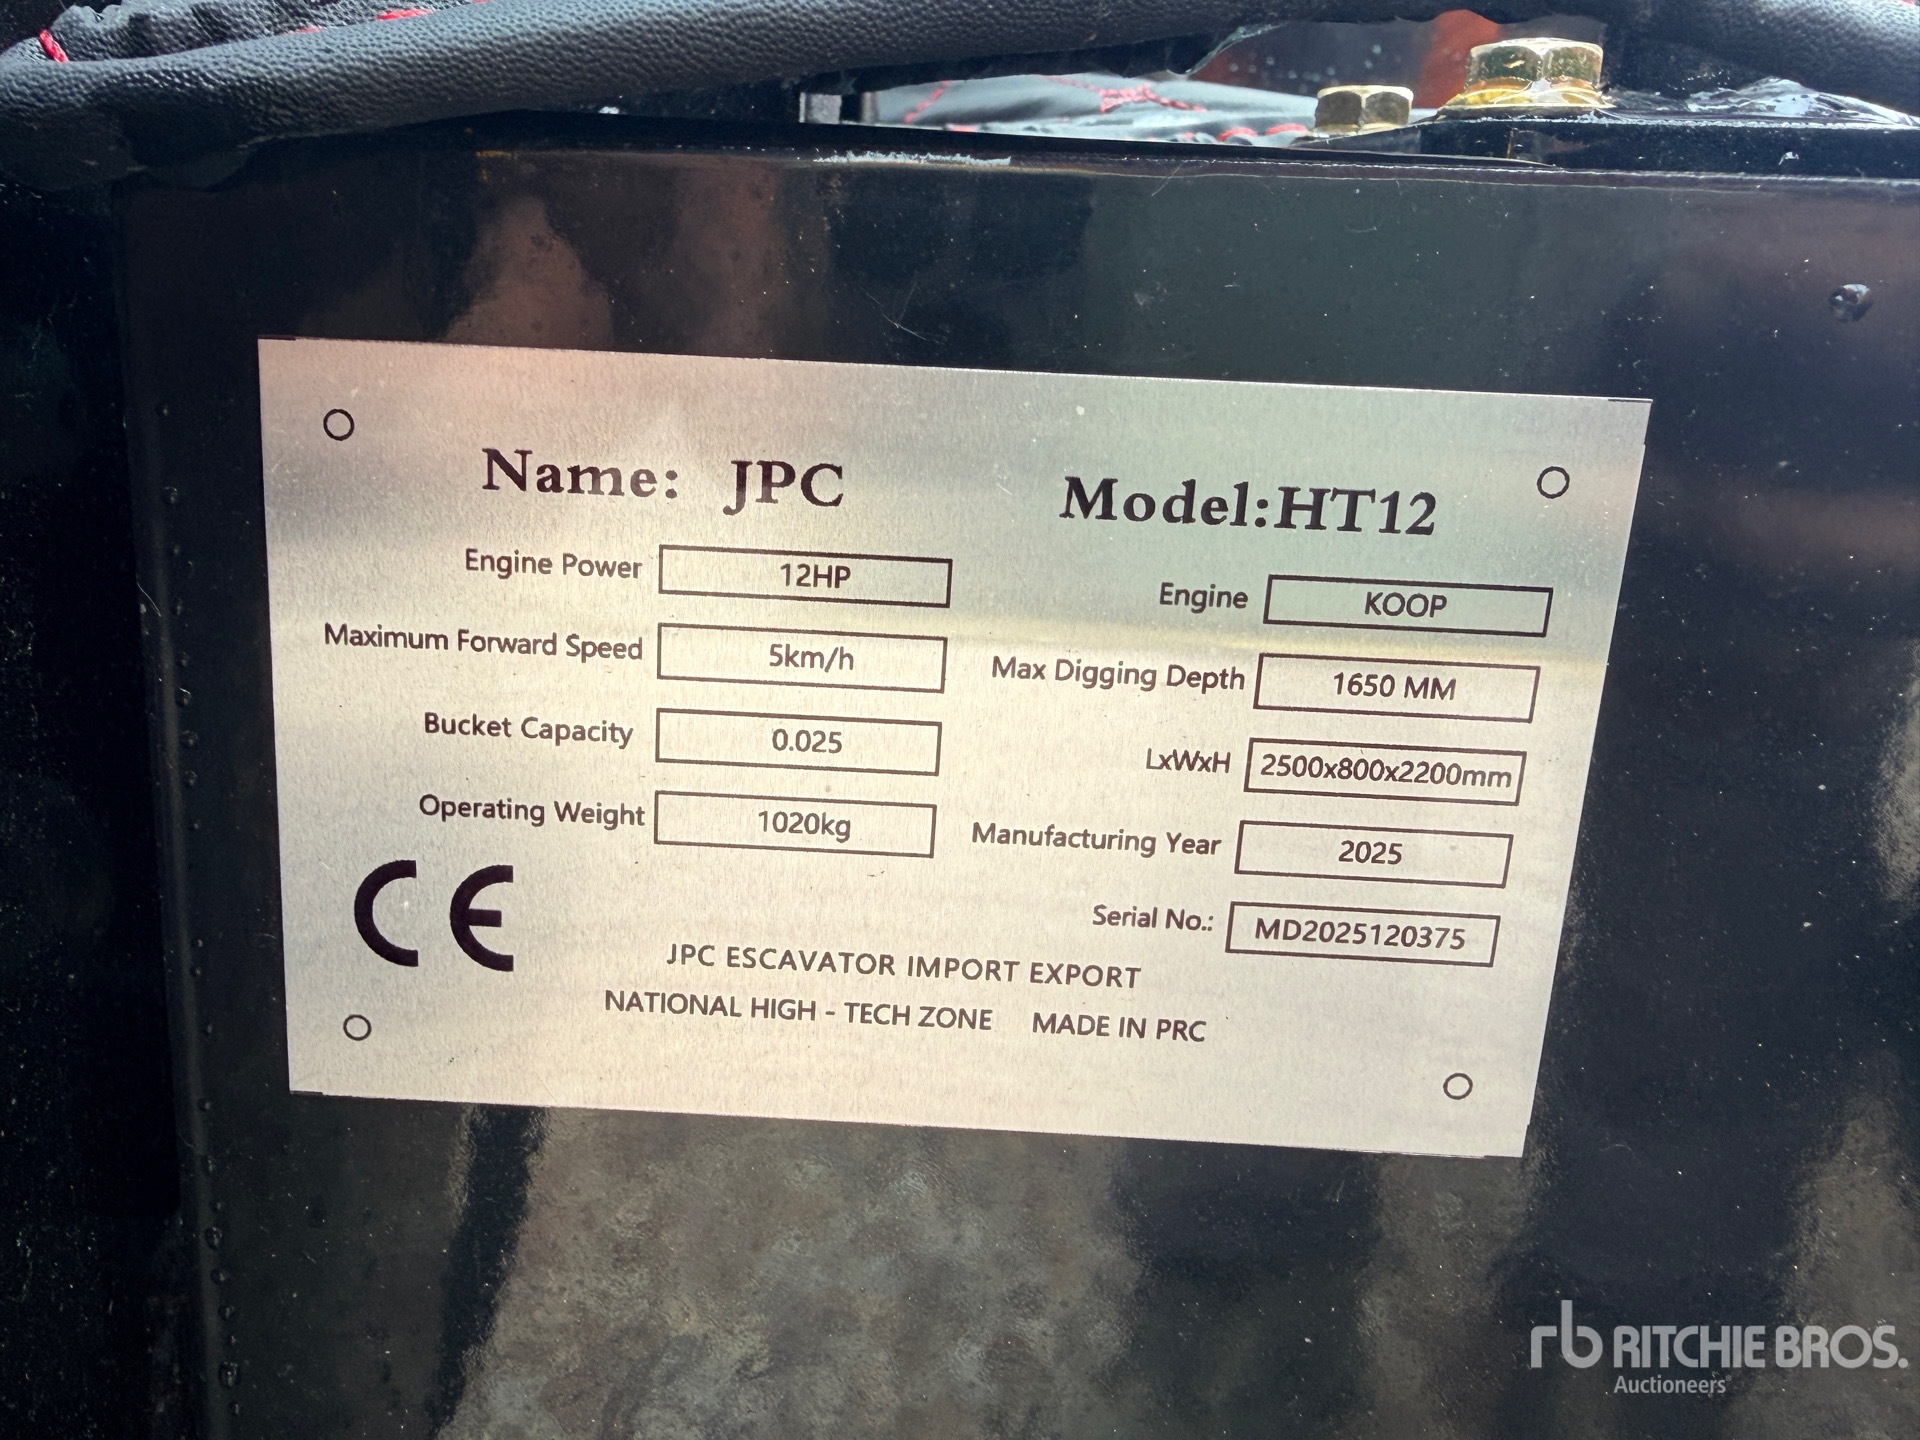 Name: JPC
Model:HT12
Engine Power 12HP
Engine KOOP
Maximum Forward Speed 5km/h
Max Digging Depth 1650 MM
Bucket Capacity 0.025
LxWxH 2500x800x2200mm
Operating Weight 1020kg
Manufacturing Year 2025
Serial No.: MD2025120375
CE
JPC ESCAVATOR IMPORT EXPORT
NATIONAL HIGH - TECH ZONE MADE IN PRC
rb RITCHIE BROS.
Auctioneers